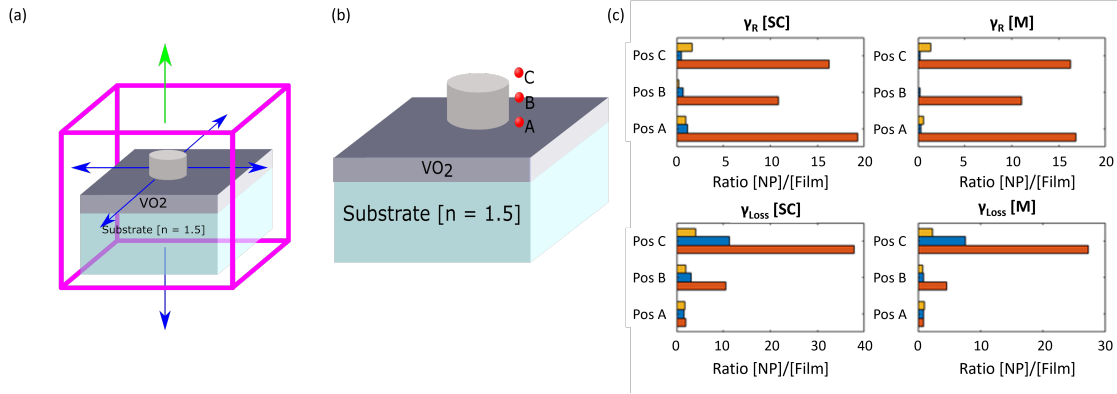 (a)
VO2
Substrate [n = 1.5]
(b)
C
B
A
VO2
Substrate [n = 1.5]
(c)
γR [SC]
Pos C
Pos B
Pos A
0 5 10 15 20
Ratio [NP]/[Film]
γR [M]
Pos C
Pos B
Pos A
0 5 10 15 20
Ratio [NP]/[Film]
γLoss [SC]
Pos C
Pos B
Pos A
0 10 20 30 40
Ratio [NP]/[Film]
γLoss [M]
Pos C
Pos B
Pos A
0 10 20 30
Ratio [NP]/[Film]